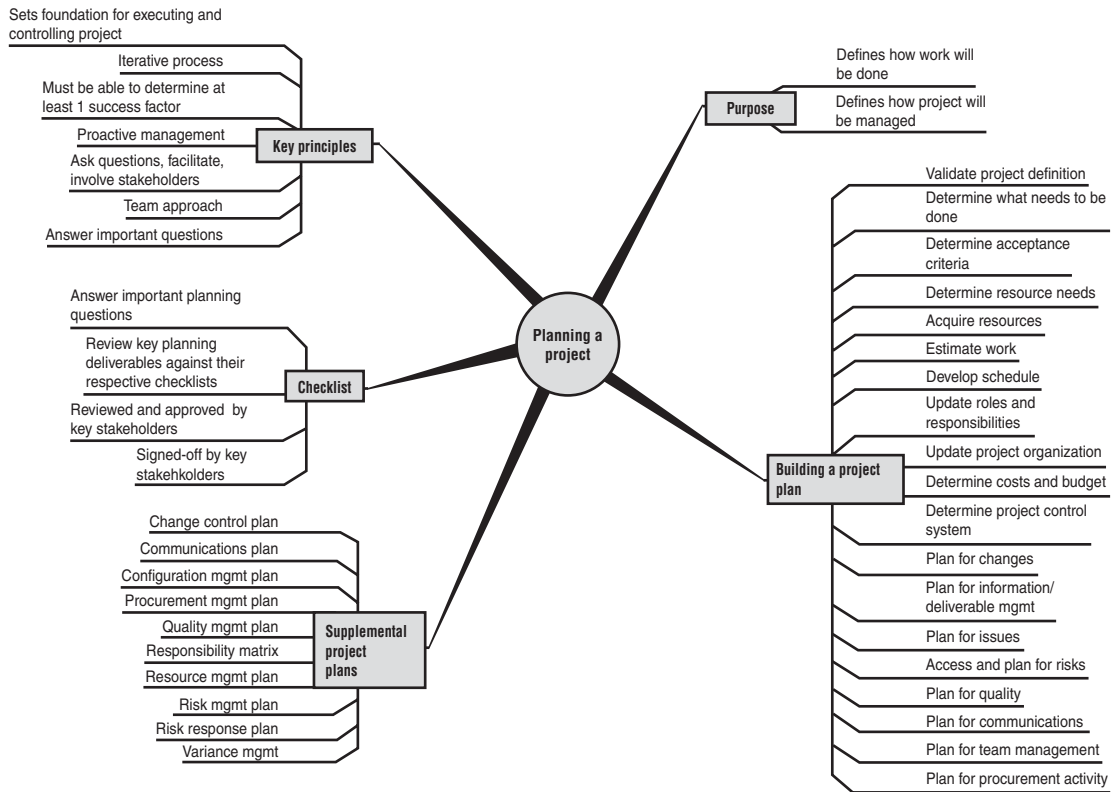 Sets foundation for executing and
controlling project
Iterative process
Must be able to determine at
least 1 success factor
Proactive management
Ask questions, facilitate,
involve stakeholders
Team approach
Answer important questions
Key principles
Answer important planning
questions
Review key planning
deliverables against their
respective checklists
Reviewed and approved by
key stakeholders
Signed-off by key
stakehkolders
Checklist
Change control plan
Communications plan
Configuration mgmt plan
Procurement mgmt plan
Quality mgmt plan
Responsibility matrix
Resource mgmt plan
Risk mgmt plan
Risk response plan
Variance mgmt
Supplemental
project
plans
Planning a
project
Purpose
Defines how work will
be done
Defines how project will
be managed
Building a project
plan
Validate project definition
Determine what needs to be
done
Determine acceptance
criteria
Determine resource needs
Acquire resources
Estimate work
Develop schedule
Update roles and
responsibilities
Update project organization
Determine costs and budget
Determine project control
system
Plan for changes
Plan for information/
deliverable mgmt
Plan for issues
Access and plan for risks
Plan for quality
Plan for communications
Plan for team management
Plan for procurement activity